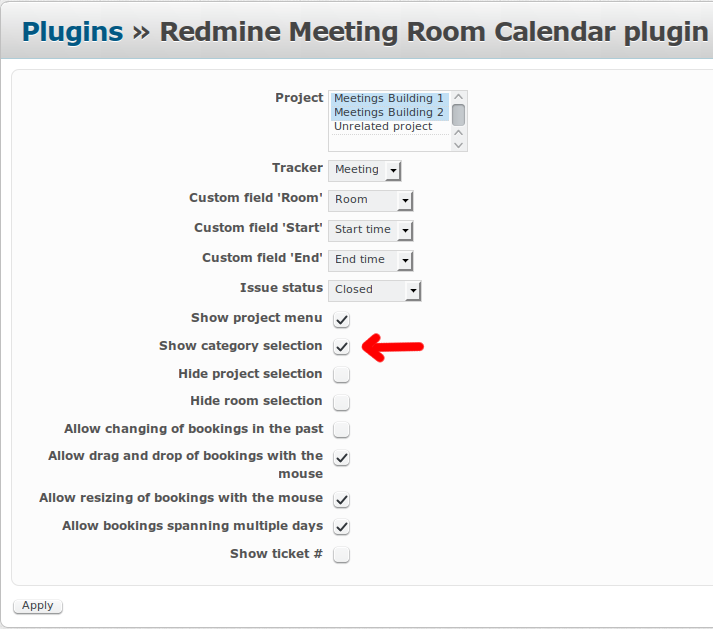 Plugins » Redmine Meeting Room Calendar plugin
Project
Meetings Building 1
Meetings Building 2
Unrelated project
Tracker Meeting
Custom field 'Room' Room
Custom field 'Start' Start time
Custom field 'End' End time
Issue status Closed
Show project menu
Show category selection
Hide project selection
Hide room selection
Allow changing of bookings in the past
Allow drag and drop of bookings with the
mouse
Allow resizing of bookings with the mouse
Allow bookings spanning multiple days
Show ticket #
Apply